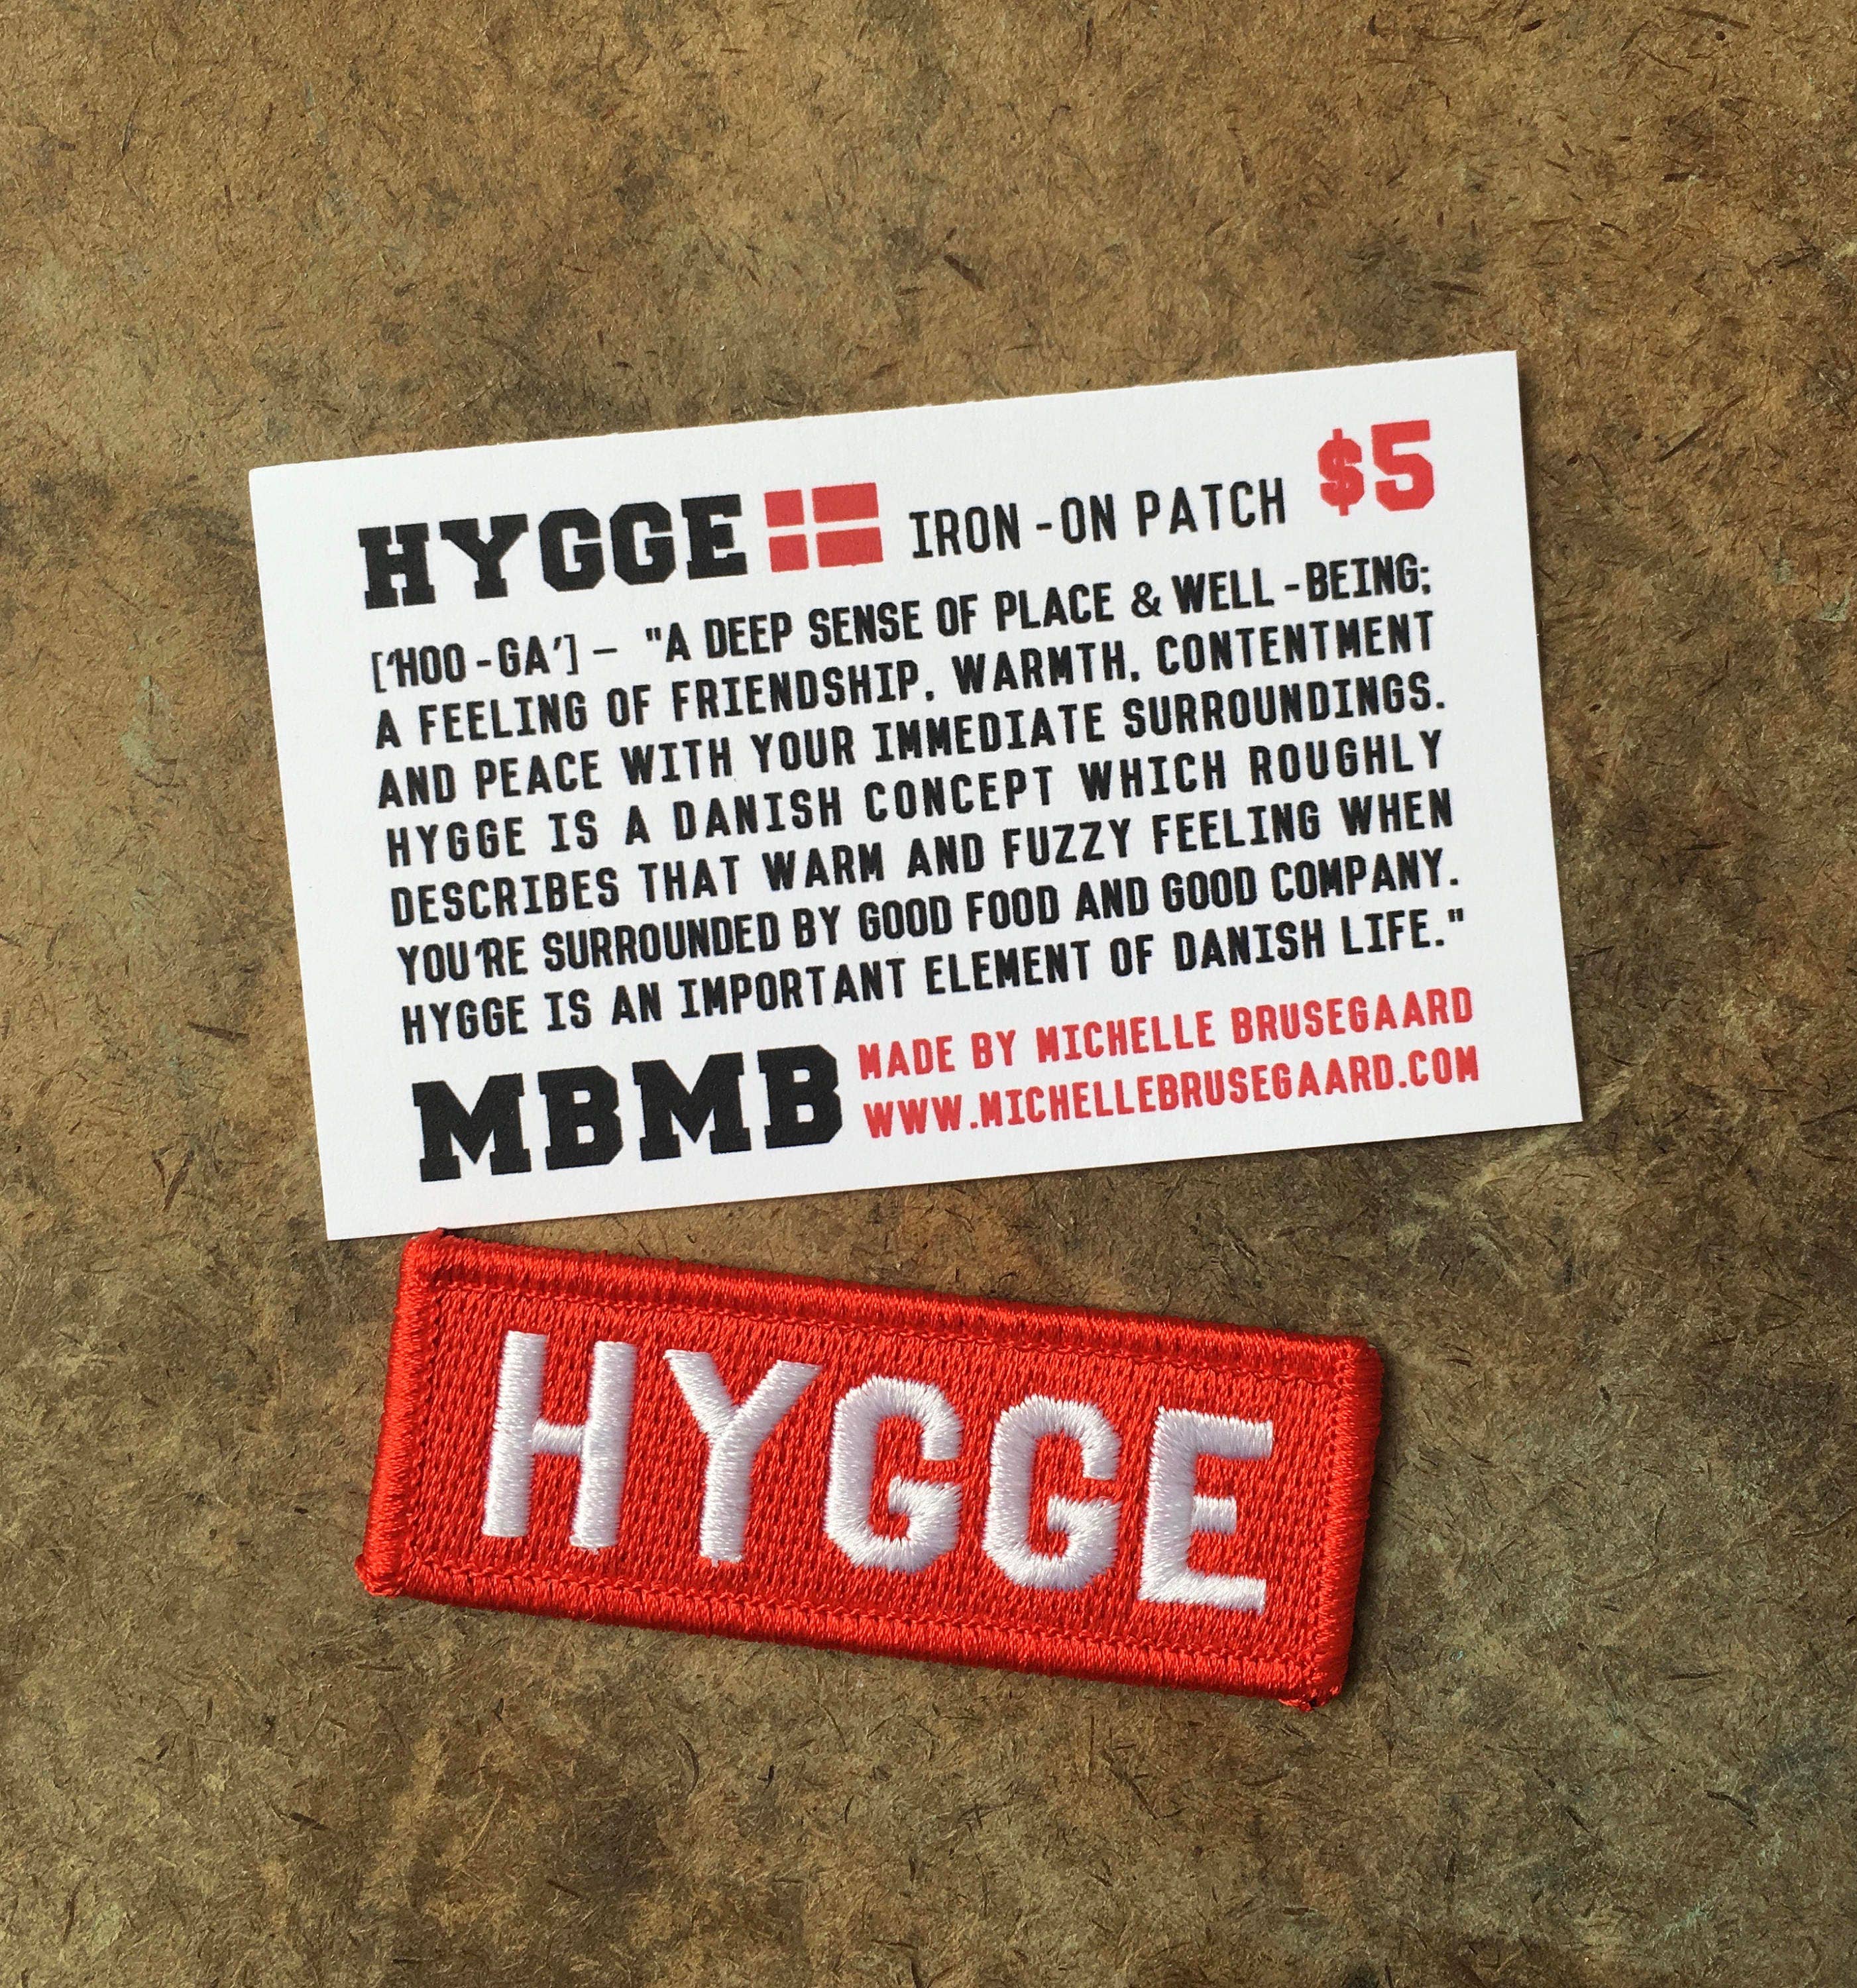 HYGGE IRON-ON PATCH $5
['HOO-GA'] – "A DEEP SENSE OF PLACE & WELL-BEING;
A FEELING OF FRIENDSHIP, WARMTH, CONTENTMENT
AND PEACE WITH YOUR IMMEDIATE SURROUNDINGS.
HYGGE IS A DANISH CONCEPT WHICH ROUGHLY
DESCRIBES THAT WARM AND FUZZY FEELING WHEN
YOU'RE SURROUNDED BY GOOD FOOD AND GOOD COMPANY.
HYGGE IS AN IMPORTANT ELEMENT OF DANISH LIFE."
MBMB
MADE BY MICHELLE BRUSEGAARD
WWW.MICHELLEBRUSEGAARD.COM
HYGGE